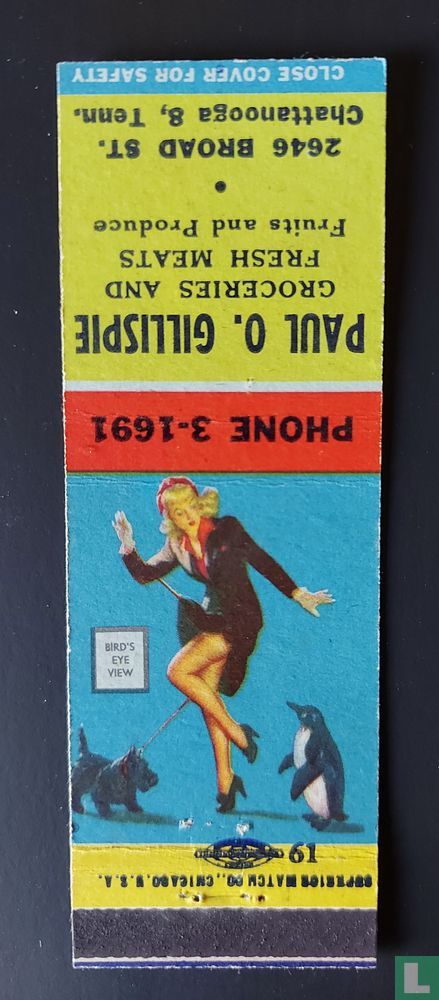 CLOSE COVER FOR SAFETY
2646 BROAD ST.
Chattanooga 8, Tenn.
•
GROCERIES AND
FRESH MEATS
Fruits and Produce
PAUL O. GILLISPIE
PHONE 3-1691
BIRD'S
EYE
VIEW
61
SUPERIOR MATCH CO., CHICAGO, U.S.A.
L